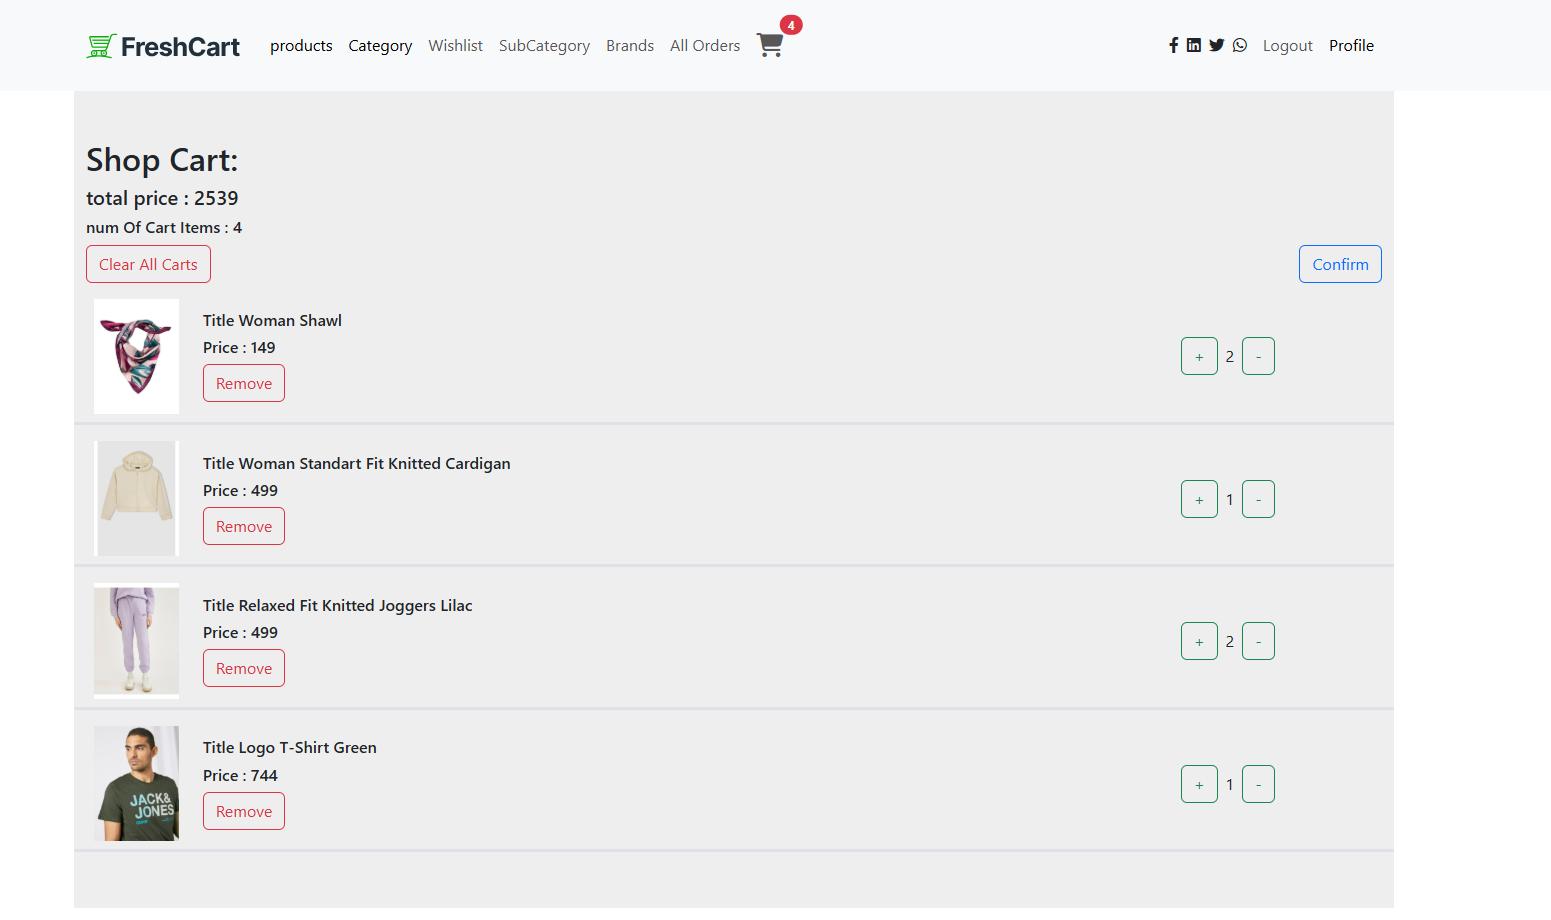 FreshCart products Category Wishlist SubCategory Brands All Orders 4 Logout Profile
Shop Cart:
total price : 2539
num Of Cart Items : 4
Clear All Carts Confirm
Title Woman Shawl
Price : 149
Remove
+ 2 -
Title Woman Standart Fit Knitted Cardigan
Price : 499
Remove
+ 1 -
Title Relaxed Fit Knitted Joggers Lilac
Price : 499
Remove
+ 2 -
Title Logo T-Shirt Green
Price : 744
Remove
+ 1 -
JACK&
JONES